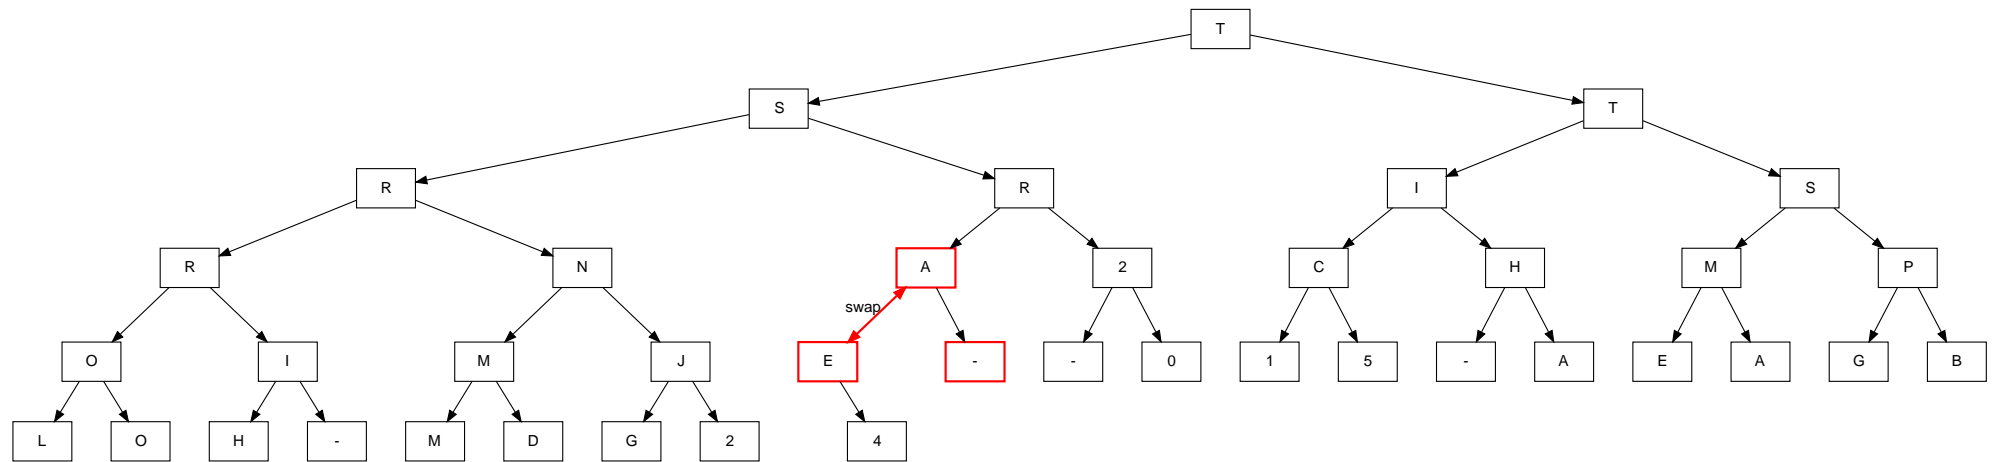 T
S T
R R I S
R N A 2 C H M P
swap
O I M J E - - 0 1 5 - A E A G B
L O H - M D G 2 4